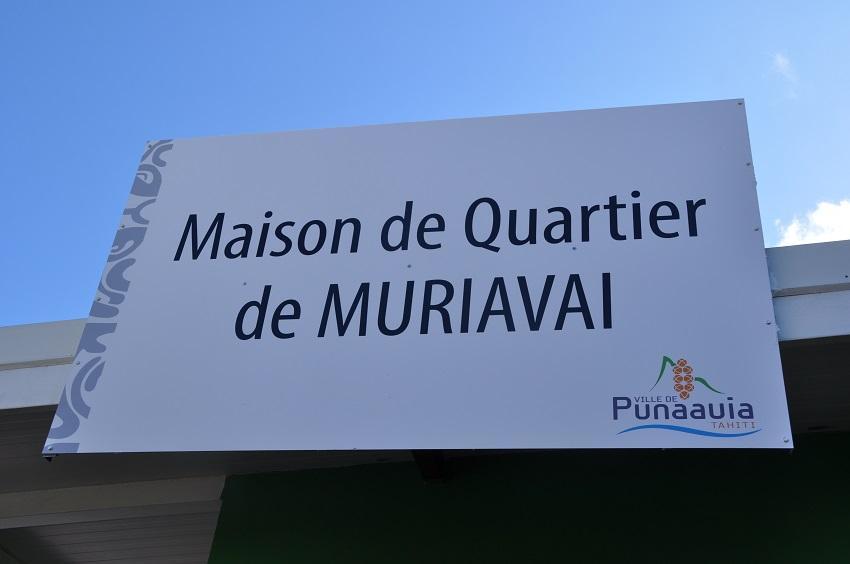 Maison de Quartier
de MURIAVAI
VILLE DE
Punaauia
TAHITI